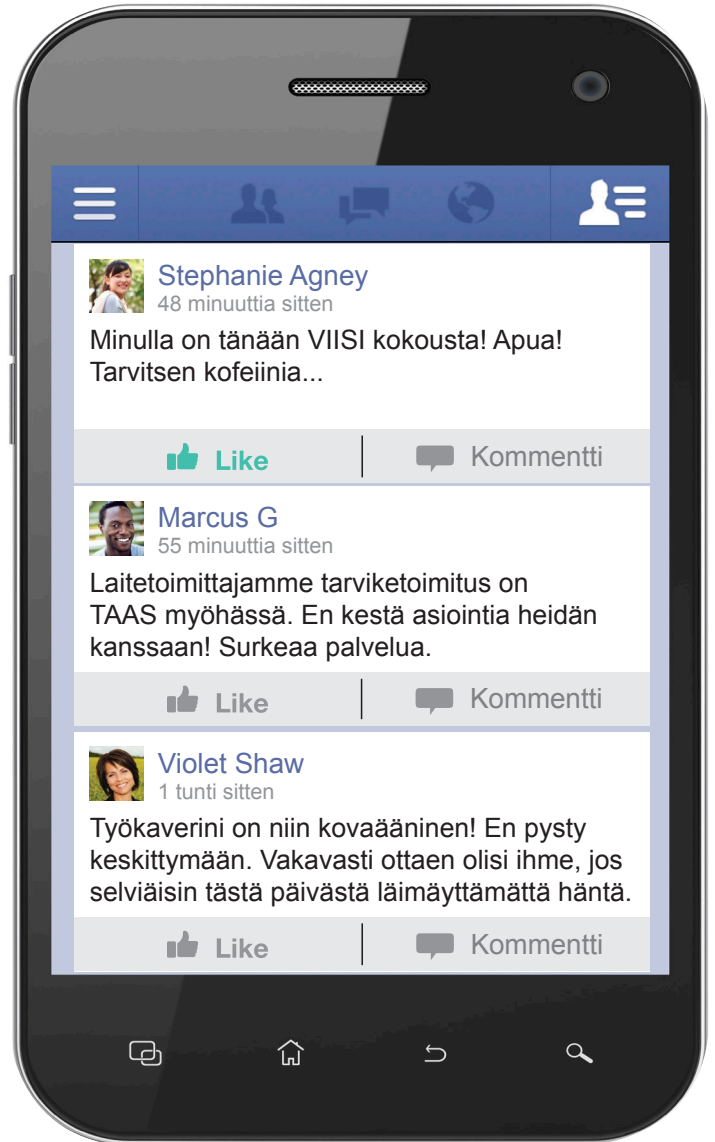 Stephanie Agney
48 minuuttia sitten
Minulla on tänään VIISI kokousta! Apua!
Tarvitsen kofeiinia...
Like
Kommentti
Marcus G
55 minuuttia sitten
Laitetoimittajamme tarviketoimitus on
TAAS myöhässä. En kestä asiointia heidän
kanssaan! Surkeaa palvelua.
Like
Kommentti
Violet Shaw
1 tunti sitten
Työkaverini on niin kovaääninen! En pysty
keskittymään. Vakavasti ottaen olisi ihme, jos
selviäisin tästä päivästä läimäyttämättä häntä.
Like
Kommentti